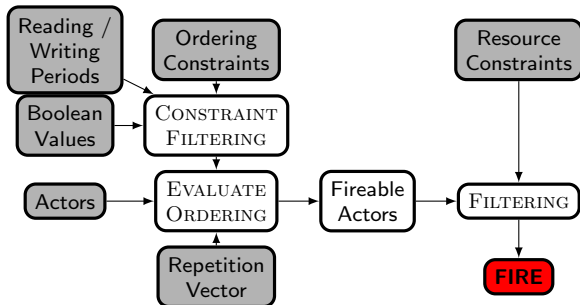 Reading /
Writing
Periods
Ordering
Constraints
Resource
Constraints
Boolean
Values
CONSTRAINT
FILTERING
Actors
EVALUATE
ORDERING
Fireable
Actors
FILTERING
Repetition
Vector
FIRE